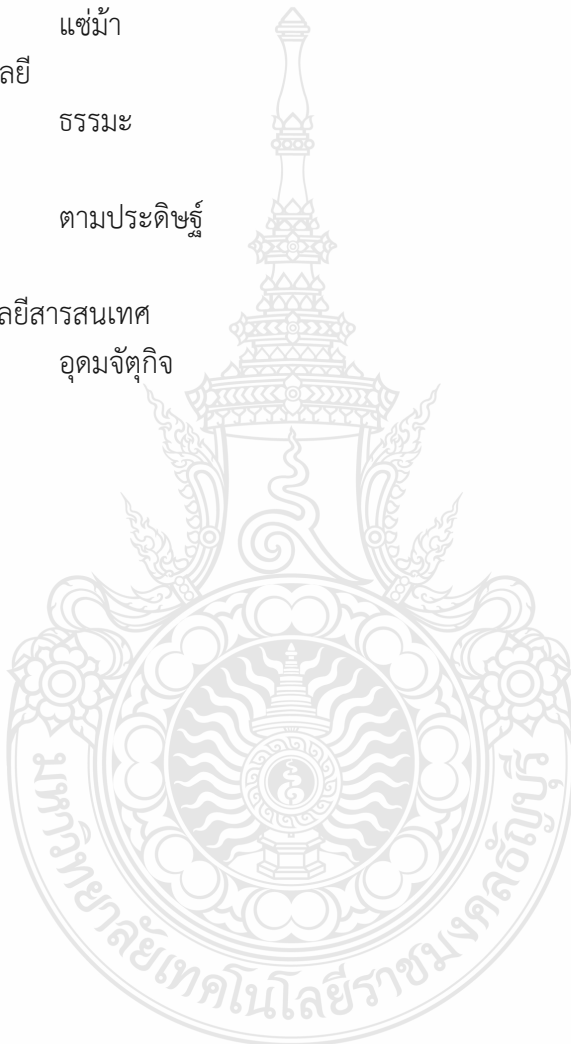 แซ่ม้า
ลยี
ธรรมะ
ตามประดิษฐ์
ลยีสารสนเทศ
อุดมจัตุกิจ
มหาวิทยาลัยเทคโนโลยีราชมงคลธัญบุรี